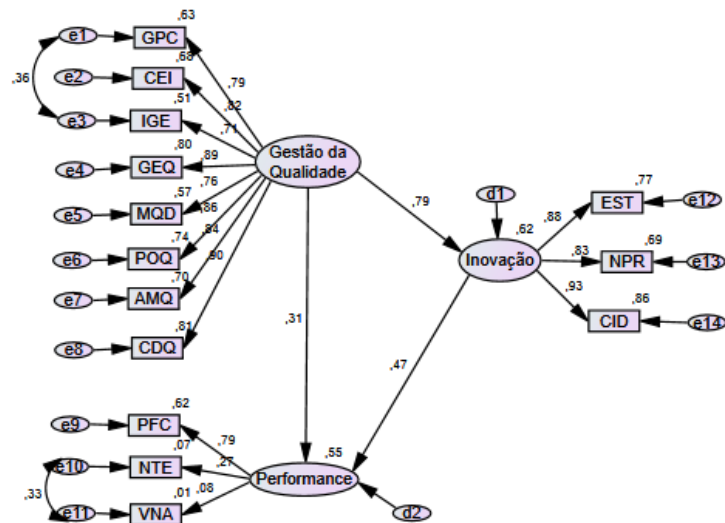 ,63
e1
GPC
,68
,79
e2
CEI
,36
,51
,82
e3
IGE
,71
,80
Gestão da
Qualidade
e4
GEQ
,89
,57
,76
e5
MQD
,86
,74
,84
e6
POQ
,90
,70
e7
AMQ
,81
e8
CDQ
,79
d1
,77
EST
e12
,88
,62
Inovação
,83
,69
NPR
e13
,93
,86
CID
e14
,31
,47
,62
e9
PFC
,79
,07
e10
NTE
,27
,55
Performance
,33
,01
,08
e11
VNA
d2